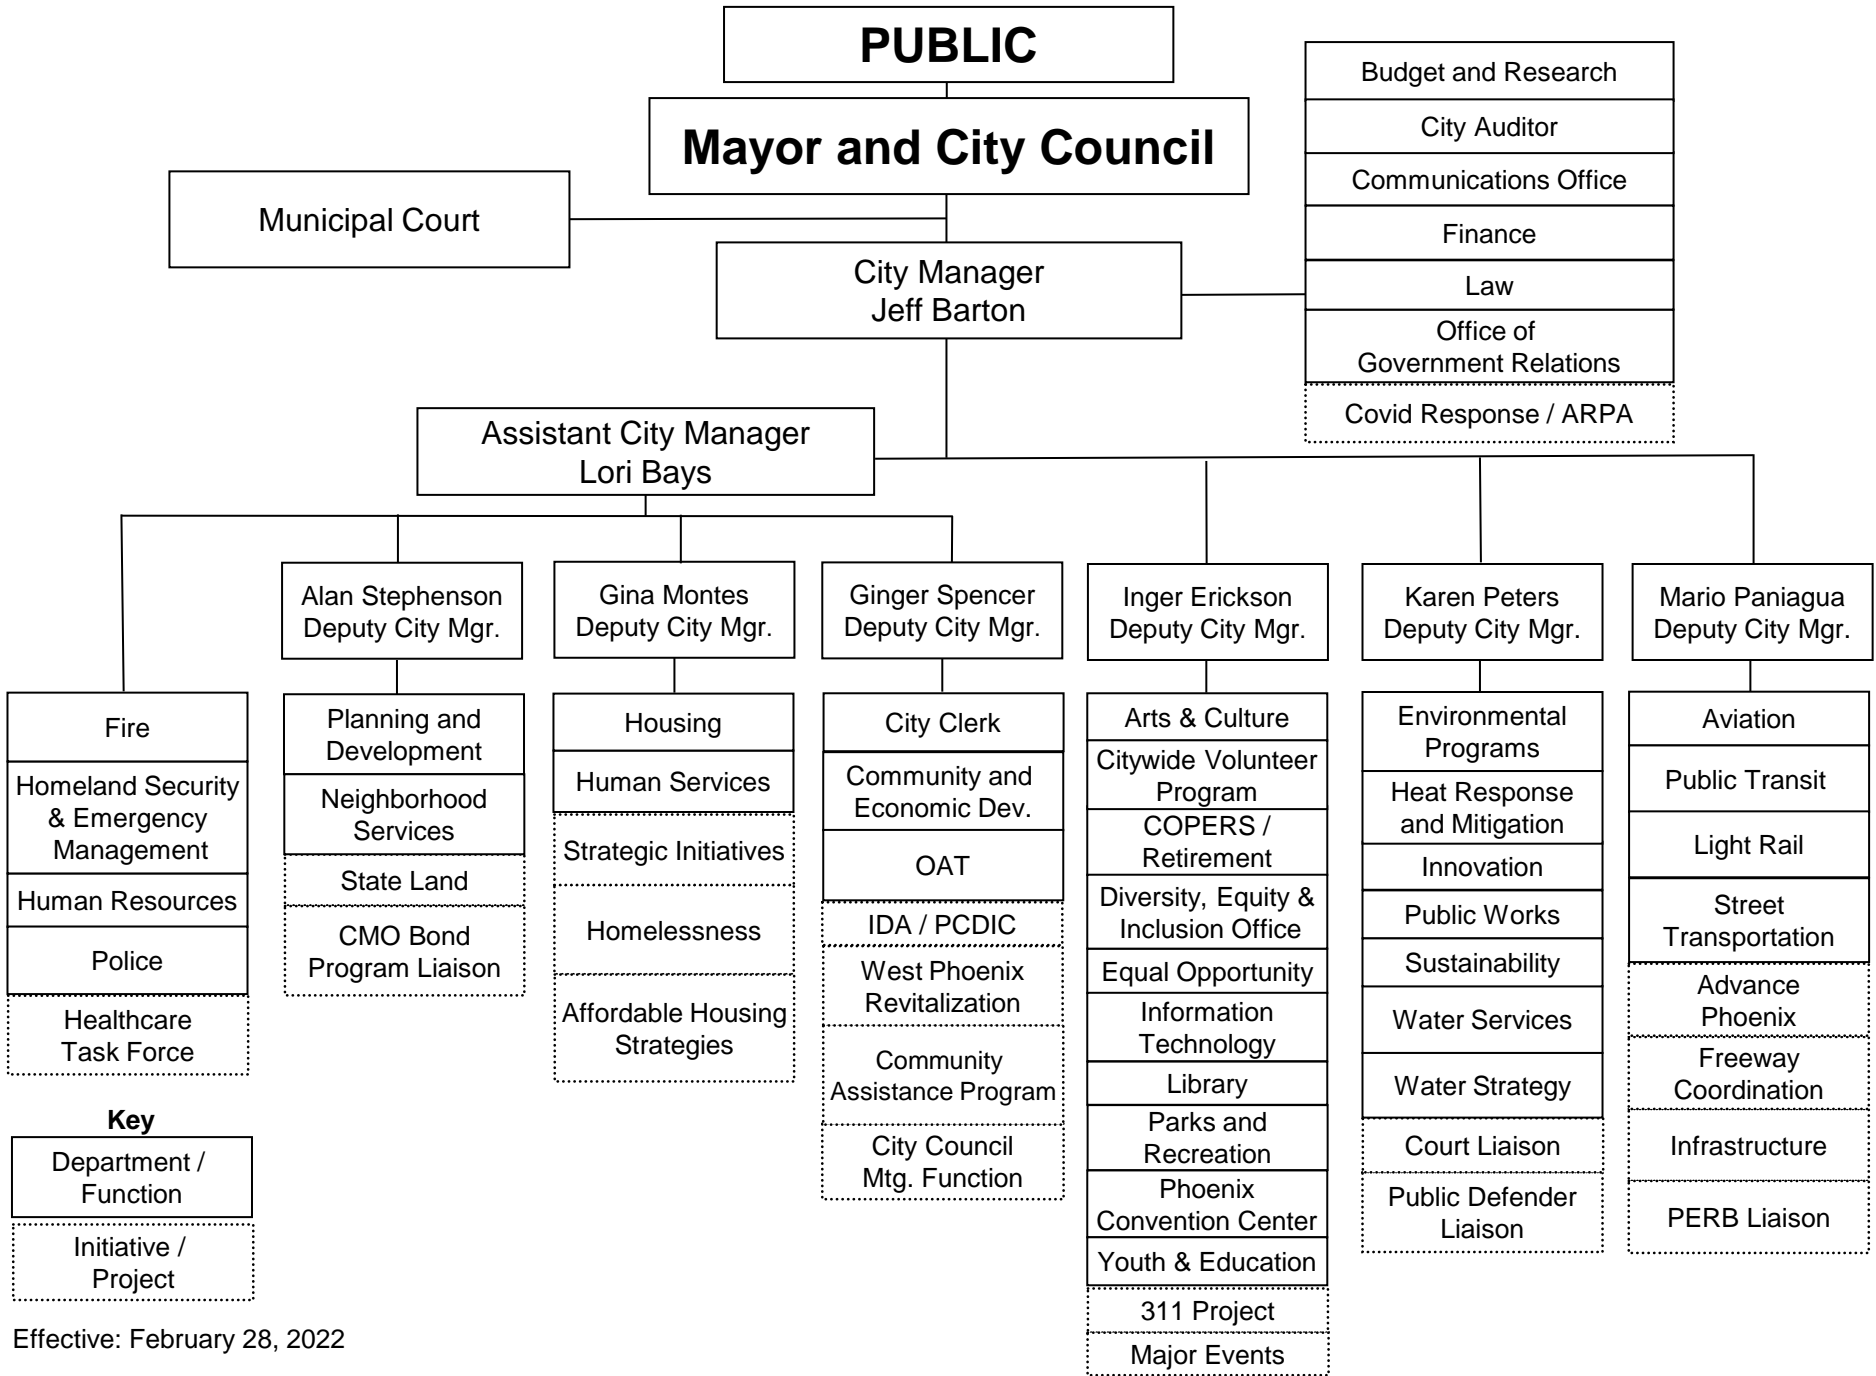 PUBLIC
Mayor and City Council
Municipal Court
City Manager
Jeff Barton
Budget and Research
City Auditor
Communications Office
Finance
Law
Office of
Government Relations
Covid Response / ARPA
Assistant City Manager
Lori Bays
Fire
Homeland Security
& Emergency
Management
Human Resources
Police
Healthcare
Task Force
Alan Stephenson
Deputy City Mgr.
Planning and
Development
Neighborhood
Services
State Land
CMO Bond
Program Liaison
Gina Montes
Deputy City Mgr.
Housing
Human Services
Strategic Initiatives
Homelessness
Affordable Housing
Strategies
Ginger Spencer
Deputy City Mgr.
City Clerk
Community and
Economic Dev.
OAT
IDA / PCDIC
West Phoenix
Revitalization
Community
Assistance Program
City Council
Mtg. Function
Inger Erickson
Deputy City Mgr.
Arts & Culture
Citywide Volunteer
Program
COPERS /
Retirement
Diversity, Equity &
Inclusion Office
Equal Opportunity
Information
Technology
Library
Parks and
Recreation
Phoenix
Convention Center
Youth & Education
311 Project
Major Events
Karen Peters
Deputy City Mgr.
Environmental
Programs
Heat Response
and Mitigation
Innovation
Public Works
Sustainability
Water Services
Water Strategy
Court Liaison
Public Defender
Liaison
Mario Paniagua
Deputy City Mgr.
Aviation
Public Transit
Light Rail
Street
Transportation
Advance
Phoenix
Freeway
Coordination
Infrastructure
PERB Liaison
Key
Department /
Function
Initiative /
Project
Effective: February 28, 2022